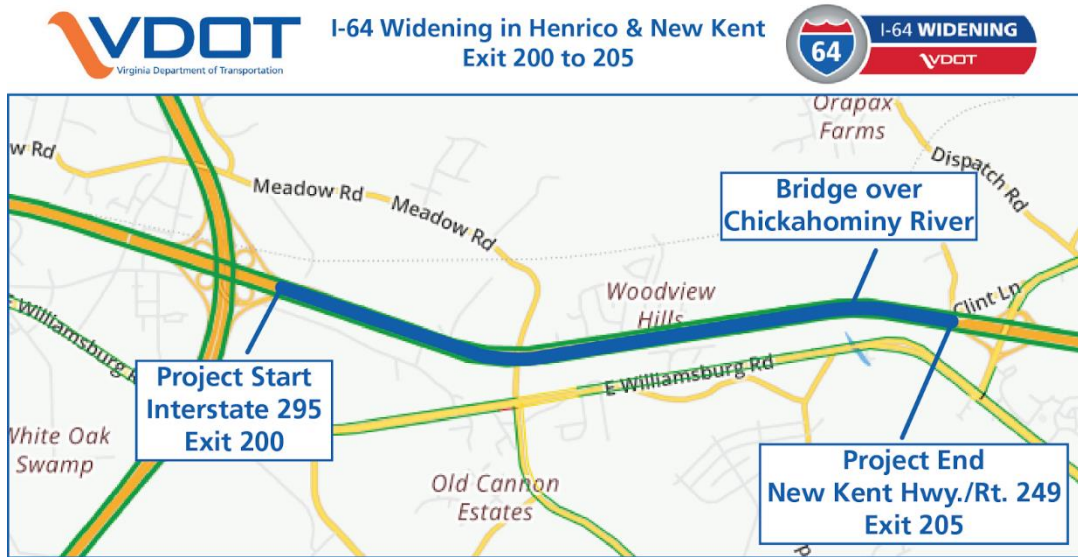 VDOT
Virginia Department of Transportation
I-64 Widening in Henrico & New Kent
Exit 200 to 205
64
I-64 WIDENING
VDOT
Orapax
Farms
w Rd
Meadow Rd
Meadow Rd
Dispatch Rd
Bridge over
Chickahominy River
Woodview
Hills
Clint Ln
E Williamsburg Rd
Project Start
Interstate 295
Exit 200
E Williamsburg Rd
White Oak
Swamp
Old Cannon
Estates
Project End
New Kent Hwy./Rt. 249
Exit 205